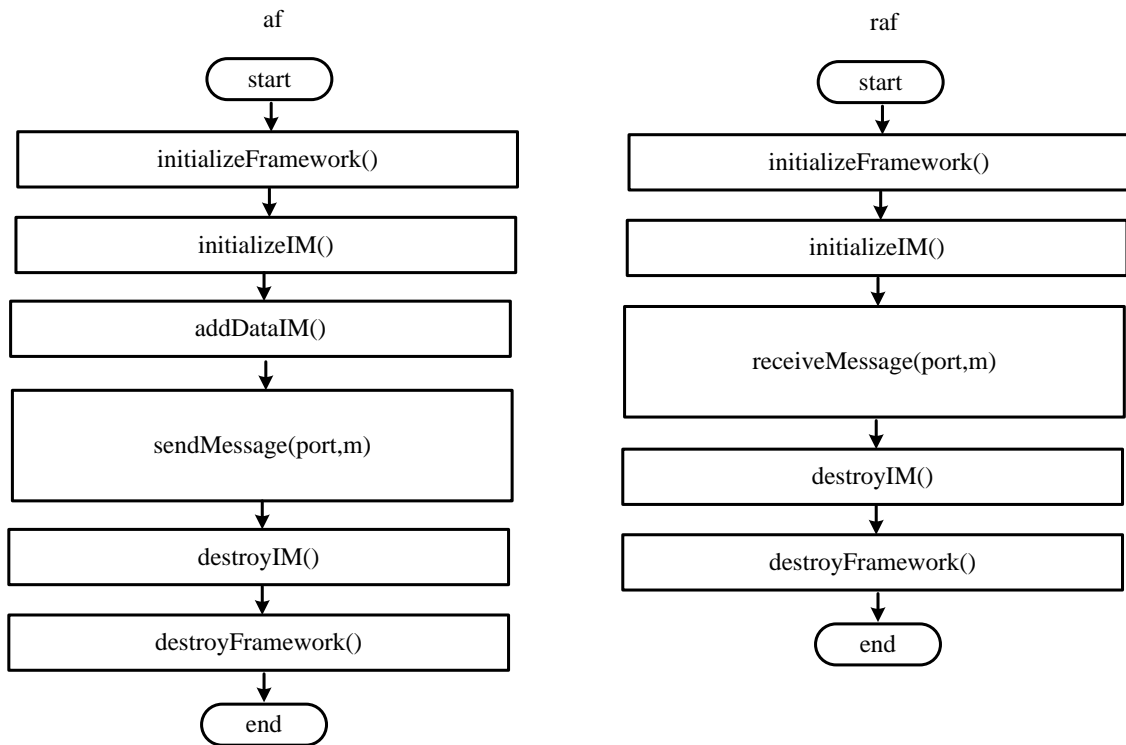 af
start
initializeFramework()
initializeIM()
addDataIM()
sendMessage(port,m)
destroyIM()
destroyFramework()
end
raf
start
initializeFramework()
initializeIM()
receiveMessage(port,m)
destroyIM()
destroyFramework()
end